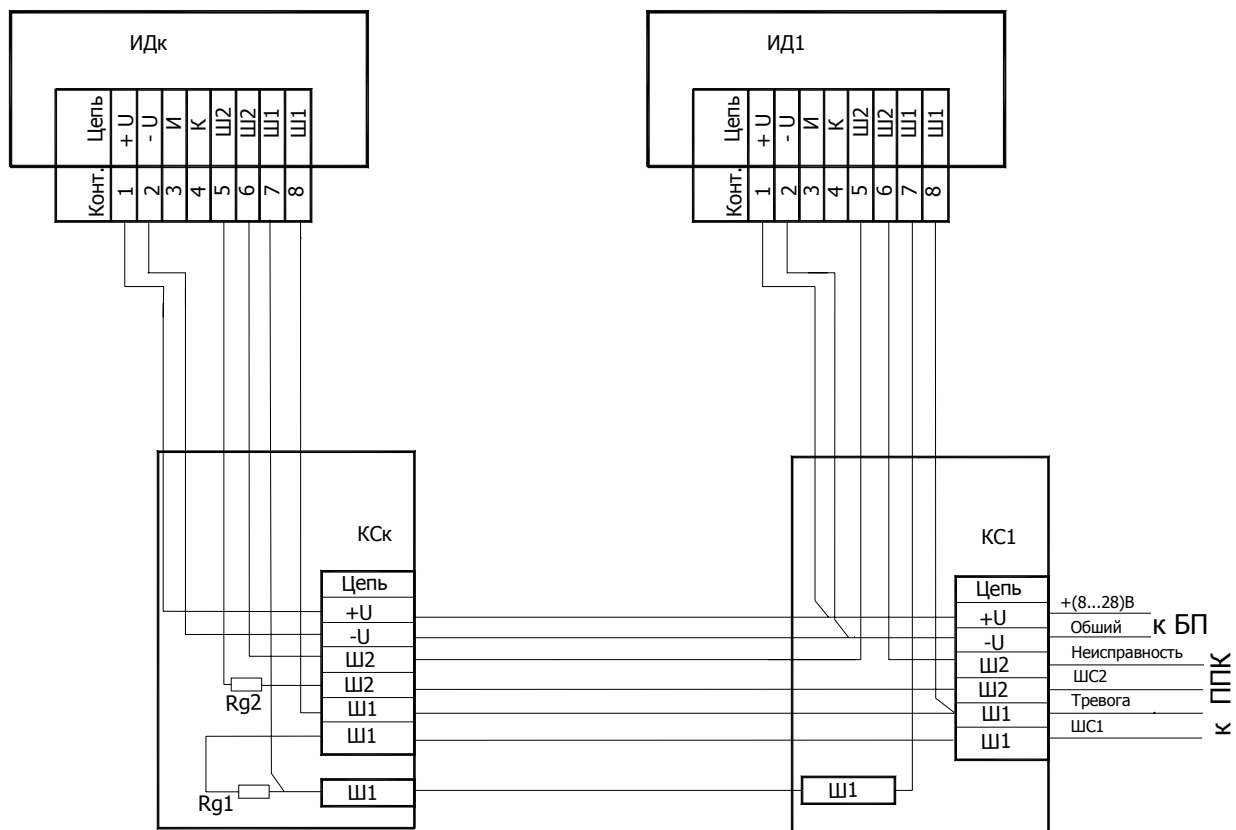 ИДк
Цепь
+ U
- U
И
К
Ш2
Ш2
Ш1
Ш1
Конт.
1
2
3
4
5
6
7
8
ИД1
Цепь
+ U
- U
И
К
Ш2
Ш2
Ш1
Ш1
Конт.
1
2
3
4
5
6
7
8
КСк
Цепь
+U
-U
Ш2
Ш2
Ш1
Ш1
Ш1
Rg2
Rg1
КС1
Цепь
+U
-U
Ш2
Ш2
Ш1
Ш1
Ш1
+(8...28)В
Обший
к БП
Неисправность
ШС2
Тревога
ШС1
к ППК